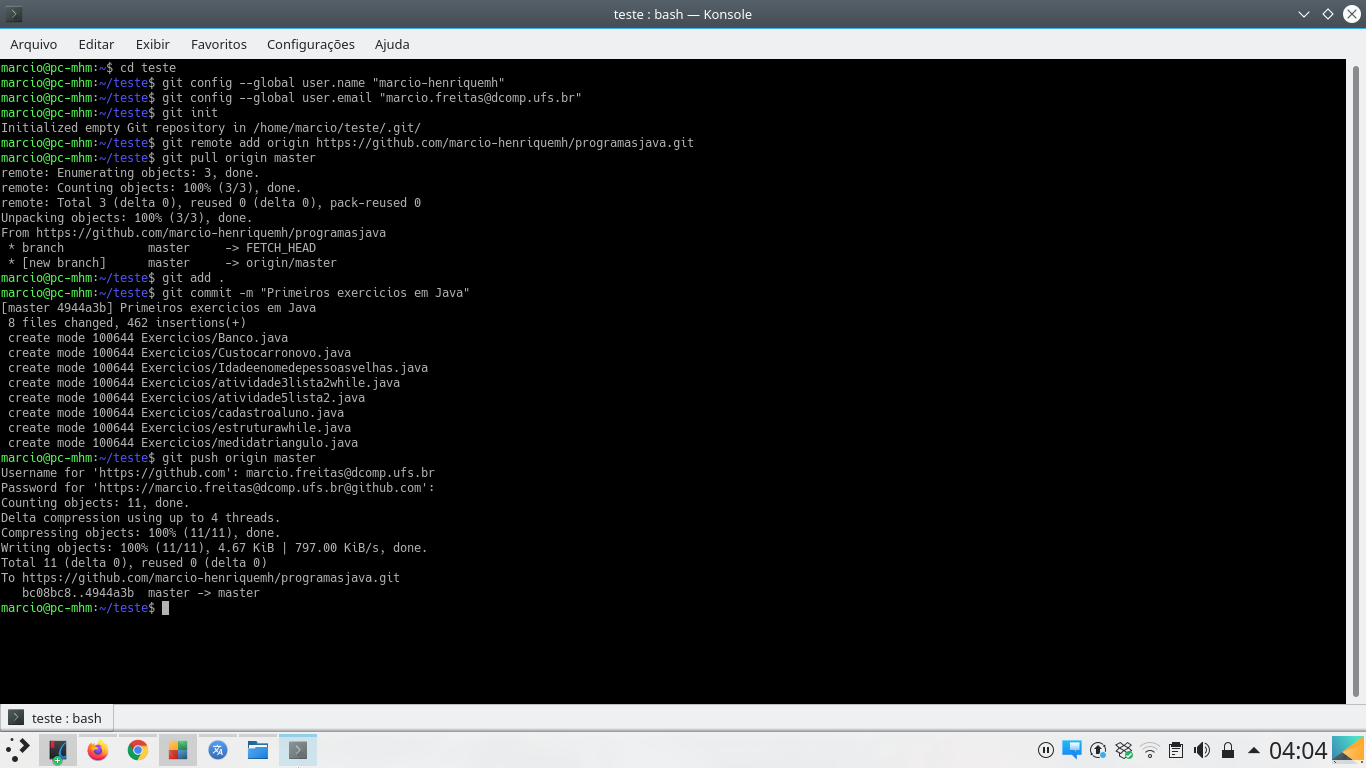 teste : bash — Konsole
Arquivo Editar Exibir Favoritos Configurações Ajuda
marcio@pc-mhm:~$ cd teste
marcio@pc-mhm:~/teste$ git config --global user.name "marcio-henriquemh"
marcio@pc-mhm:~/teste$ git config --global user.email "marcio.freitas@dcomp.ufs.br"
marcio@pc-mhm:~/teste$ git init
Initialized empty Git repository in /home/marcio/teste/.git/
marcio@pc-mhm:~/teste$ git remote add origin https://github.com/marcio-henriquemh/programasjava.git
marcio@pc-mhm:~/teste$ git pull origin master
remote: Enumerating objects: 3, done.
remote: Counting objects: 100% (3/3), done.
remote: Total 3 (delta 0), reused 0 (delta 0), pack-reused 0
Unpacking objects: 100% (3/3), done.
From https://github.com/marcio-henriquemh/programasjava
 * branch            master     -> FETCH_HEAD
 * [new branch]      master     -> origin/master
marcio@pc-mhm:~/teste$ git add .
marcio@pc-mhm:~/teste$ git commit -m "Primeiros exercicios em Java"
[master 4944a3b] Primeiros exercicios em Java
 8 files changed, 462 insertions(+)
 create mode 100644 Exercicios/Banco.java
 create mode 100644 Exercicios/Custocarronovo.java
 create mode 100644 Exercicios/Idadeenomedepessoasvelhas.java
 create mode 100644 Exercicios/atividade3lista2while.java
 create mode 100644 Exercicios/atividade5lista2.java
 create mode 100644 Exercicios/cadastroaluno.java
 create mode 100644 Exercicios/estruturawhile.java
 create mode 100644 Exercicios/medidatriangulo.java
marcio@pc-mhm:~/teste$ git push origin master
Username for 'https://github.com': marcio.freitas@dcomp.ufs.br
Password for 'https://marcio.freitas@dcomp.ufs.br@github.com':
Counting objects: 11, done.
Delta compression using up to 4 threads.
Compressing objects: 100% (11/11), done.
Writing objects: 100% (11/11), 4.67 KiB | 797.00 KiB/s, done.
Total 11 (delta 0), reused 0 (delta 0)
To https://github.com/marcio-henriquemh/programasjava.git
   bc08bc8..4944a3b  master -> master
marcio@pc-mhm:~/teste$
teste : bash
04:04